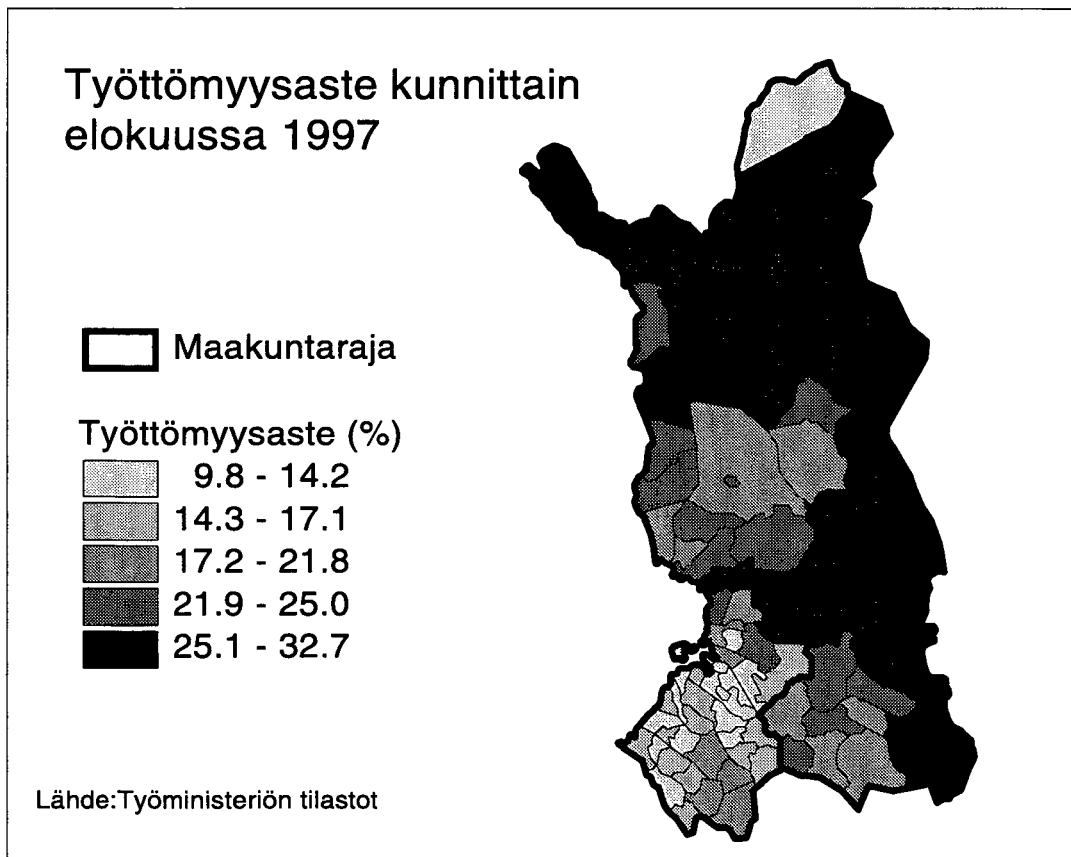 Työttömyysaste kunnittain
elokuussa 1997
Maakuntaraja
Työttömyysaste (%)
9.8 - 14.2
14.3 - 17.1
17.2 - 21.8
21.9 - 25.0
25.1 - 32.7
Lähde:Työministeriön tilastot